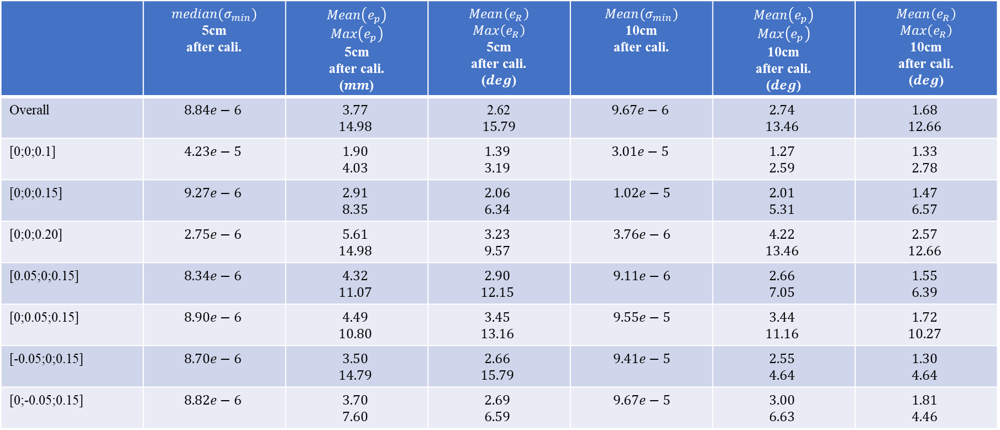 median(σ_min)
5cm
after cali.
Mean(e_p)
Max(e_p)
5cm
after cali.
(mm)
Mean(e_R)
Max(e_R)
5cm
after cali.
(deg)
Mean(σ_min)
10cm
after cali.
Mean(e_p)
Max(e_p)
10cm
after cali.
(deg)
Mean(e_R)
Max(e_R)
10cm
after cali.
(deg)
Overall
8.84e − 6
3.77
14.98
2.62
15.79
9.67e − 6
2.74
13.46
1.68
12.66
[0;0;0.1]
4.23e − 5
1.90
4.03
1.39
3.19
3.01e − 5
1.27
2.59
1.33
2.78
[0;0;0.15]
9.27e − 6
2.91
8.35
2.06
6.34
1.02e − 5
2.01
5.31
1.47
6.57
[0;0;0.20]
2.75e − 6
5.61
14.98
3.23
9.57
3.76e − 6
4.22
13.46
2.57
12.66
[0.05;0;0.15]
8.34e − 6
4.32
11.07
2.90
12.15
9.11e − 6
2.66
7.05
1.55
6.39
[0;0.05;0.15]
8.90e − 6
4.49
10.80
3.45
13.16
9.55e − 5
3.44
11.16
1.72
10.27
[-0.05;0;0.15]
8.70e − 6
3.50
14.79
2.66
15.79
9.41e − 5
2.55
4.64
1.30
4.64
[0;-0.05;0.15]
8.82e − 6
3.70
7.60
2.69
6.59
9.67e − 5
3.00
6.63
1.81
4.46